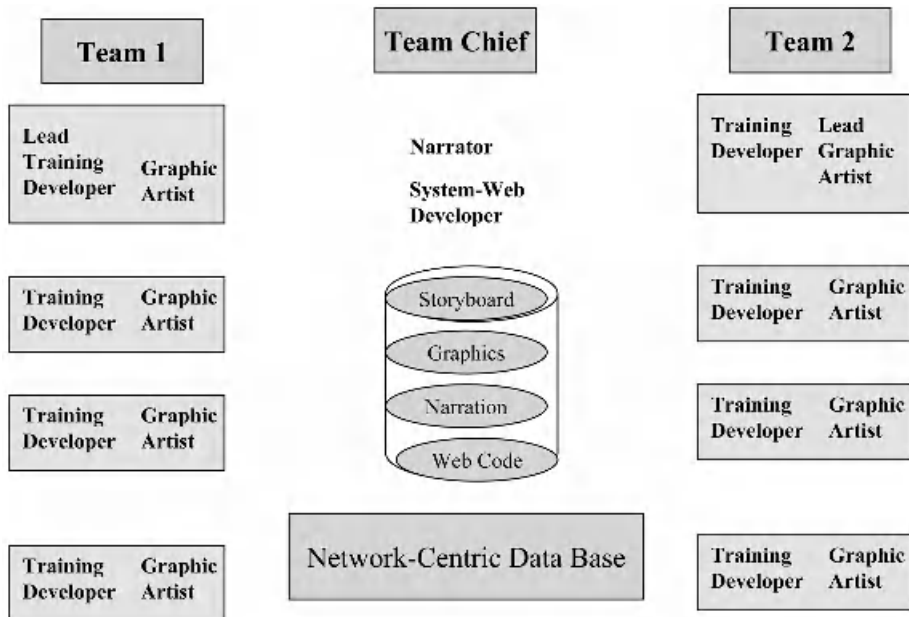 Team 1
Lead
Training
Developer
Graphic
Artist
Training
Developer
Graphic
Artist
Training
Developer
Graphic
Artist
Training
Developer
Graphic
Artist
Team Chief
Narrator
System-Web
Developer
Storyboard
Graphics
Narration
Web Code
Network-Centric Data Base
Team 2
Training
Developer
Lead
Graphic
Artist
Training
Developer
Graphic
Artist
Training
Developer
Graphic
Artist
Training
Developer
Graphic
Artist